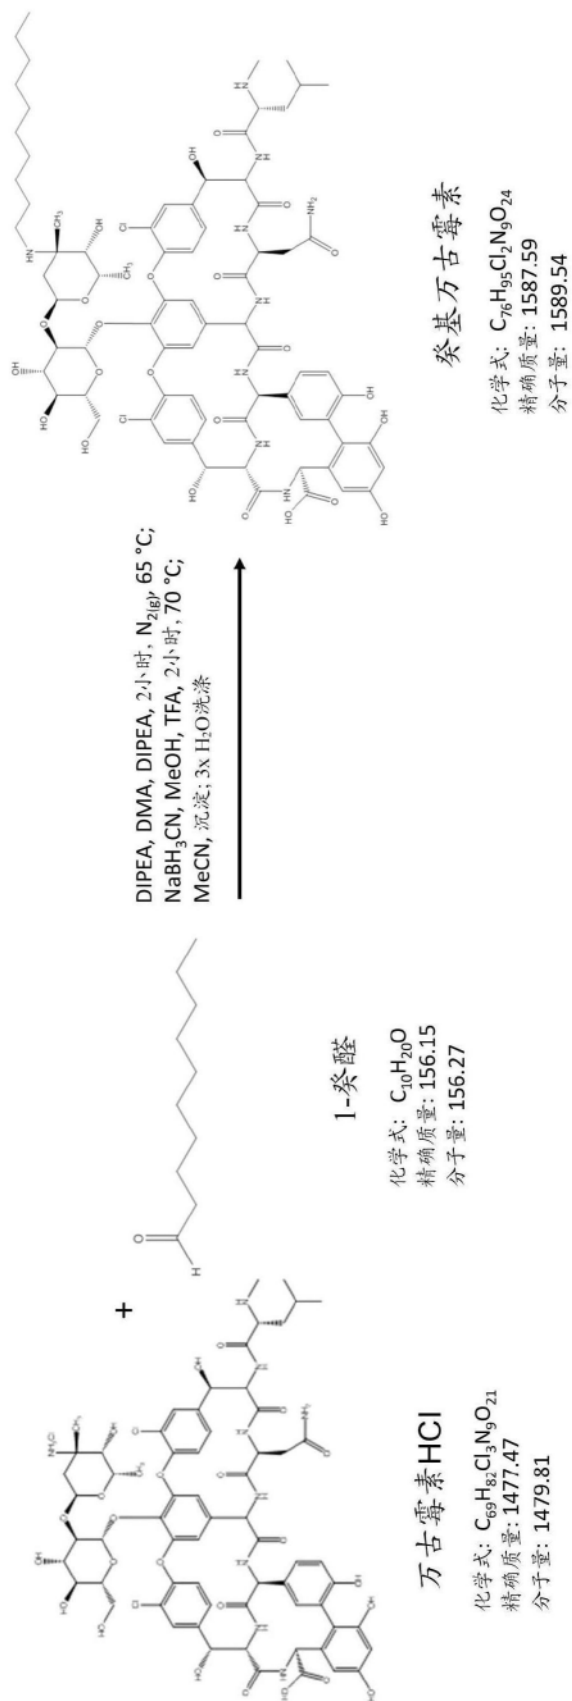 万古霉素HCl
化学式: C₆₉H₈₂Cl₃N₉O₂₁
精确质量: 1477.47
分子量: 1479.81
+
O
H
1-癸醛
化学式: C₁₀H₂₀O
精确质量: 156.15
分子量: 156.27
DIPEA, DMA, DIPEA, 2小时, N₂₍g₎, 65 °C;
NaBH₃CN, MeOH, TFA, 2小时, 70 °C;
MeCN, 沉淀; 3x H₂O洗涤
癸基万古霉素
化学式: C₇₆H₉₅Cl₂N₉O₂₄
精确质量: 1587.59
分子量: 1589.54